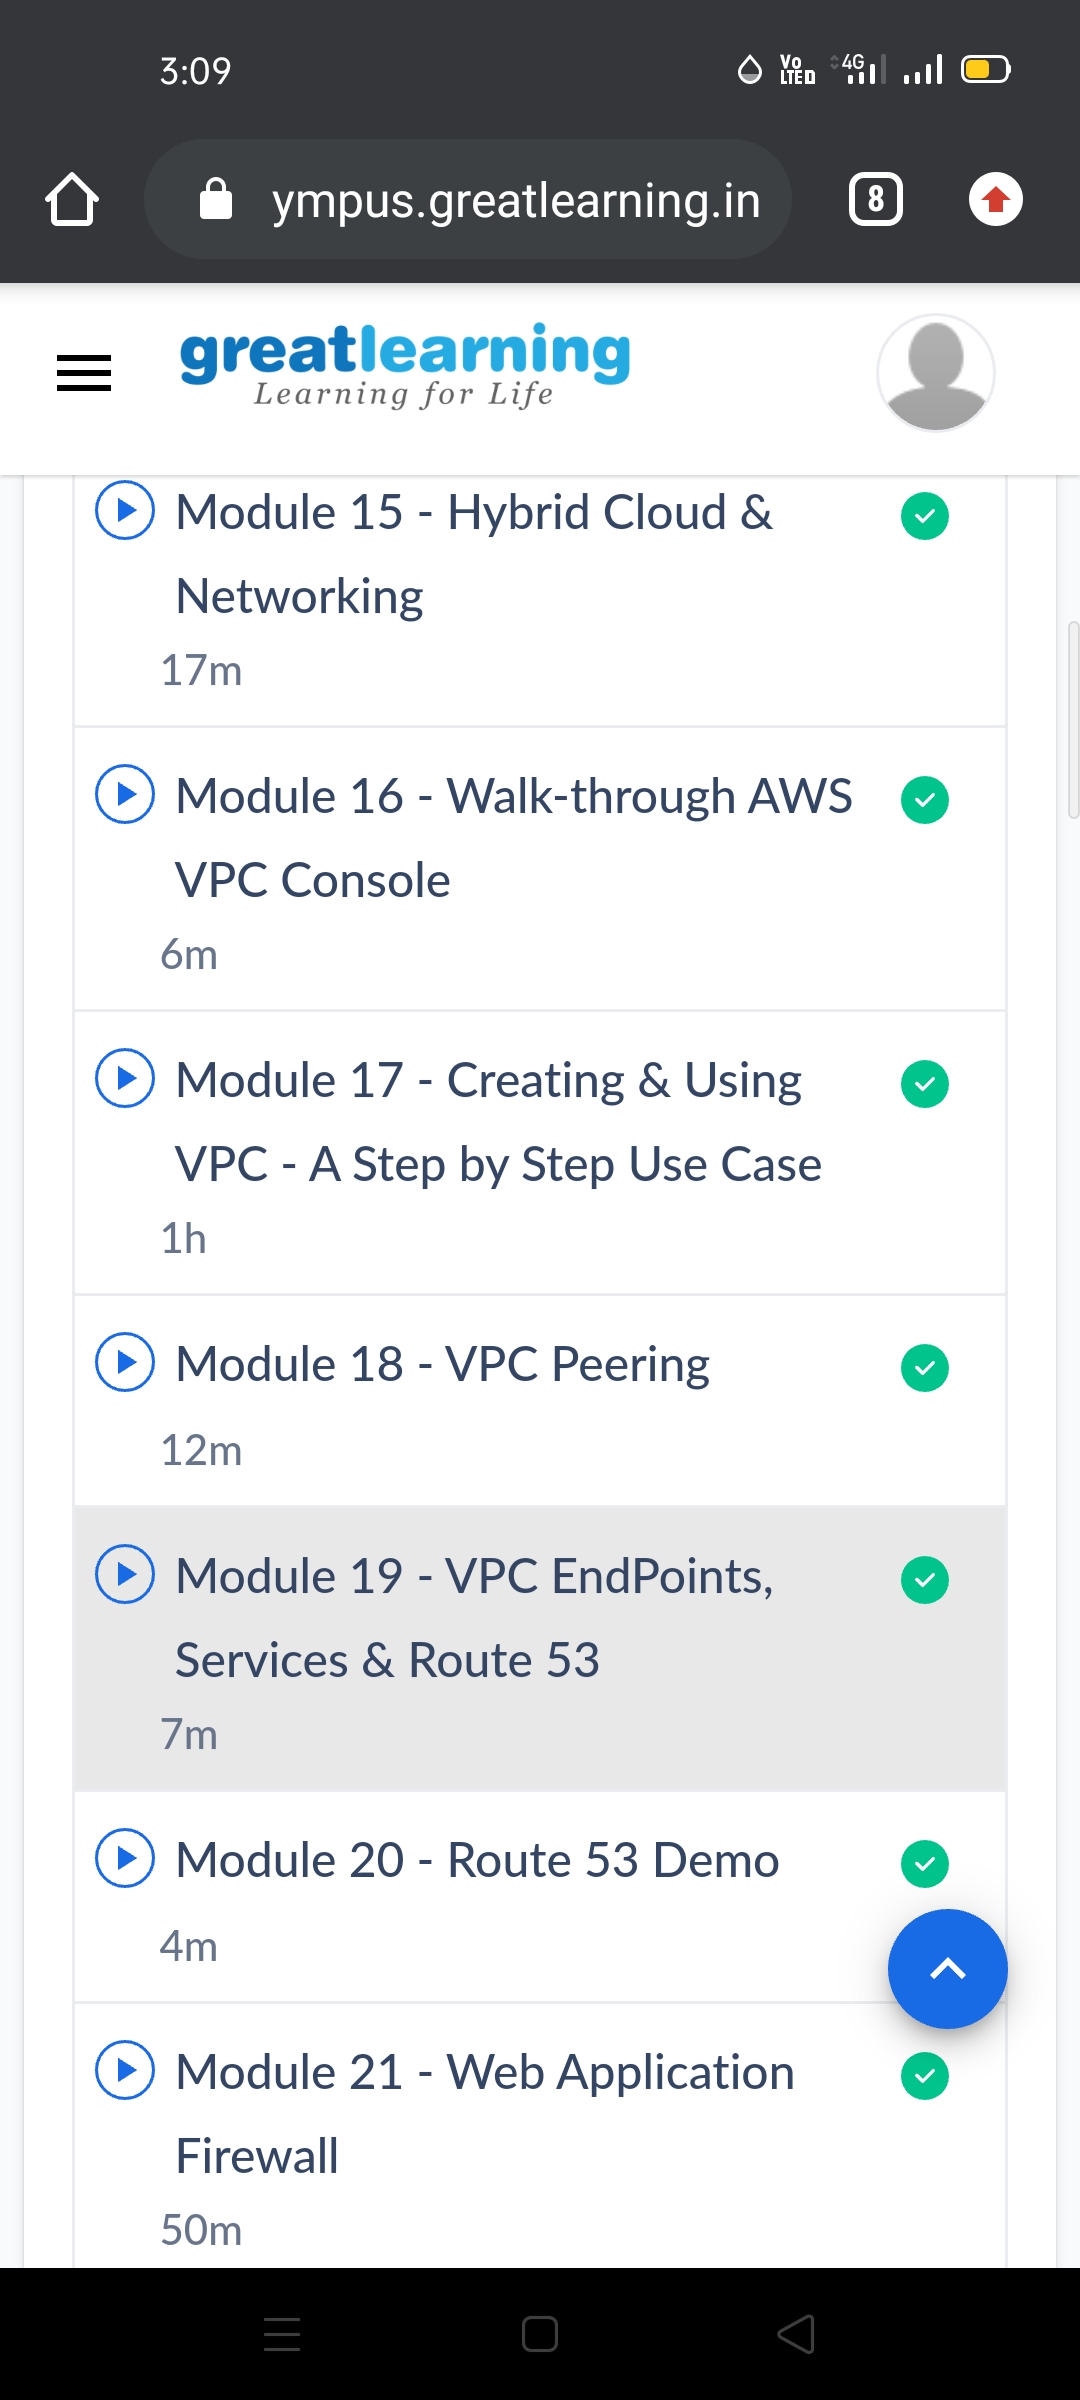 3:09
Vo LTE D
4G
ympus.greatlearning.in
8
greatlearning
Learning for Life
Module 15 - Hybrid Cloud &
Networking
17m
Module 16 - Walk-through AWS
VPC Console
6m
Module 17 - Creating & Using
VPC - A Step by Step Use Case
1h
Module 18 - VPC Peering
12m
Module 19 - VPC EndPoints,
Services & Route 53
7m
Module 20 - Route 53 Demo
4m
Module 21 - Web Application
Firewall
50m